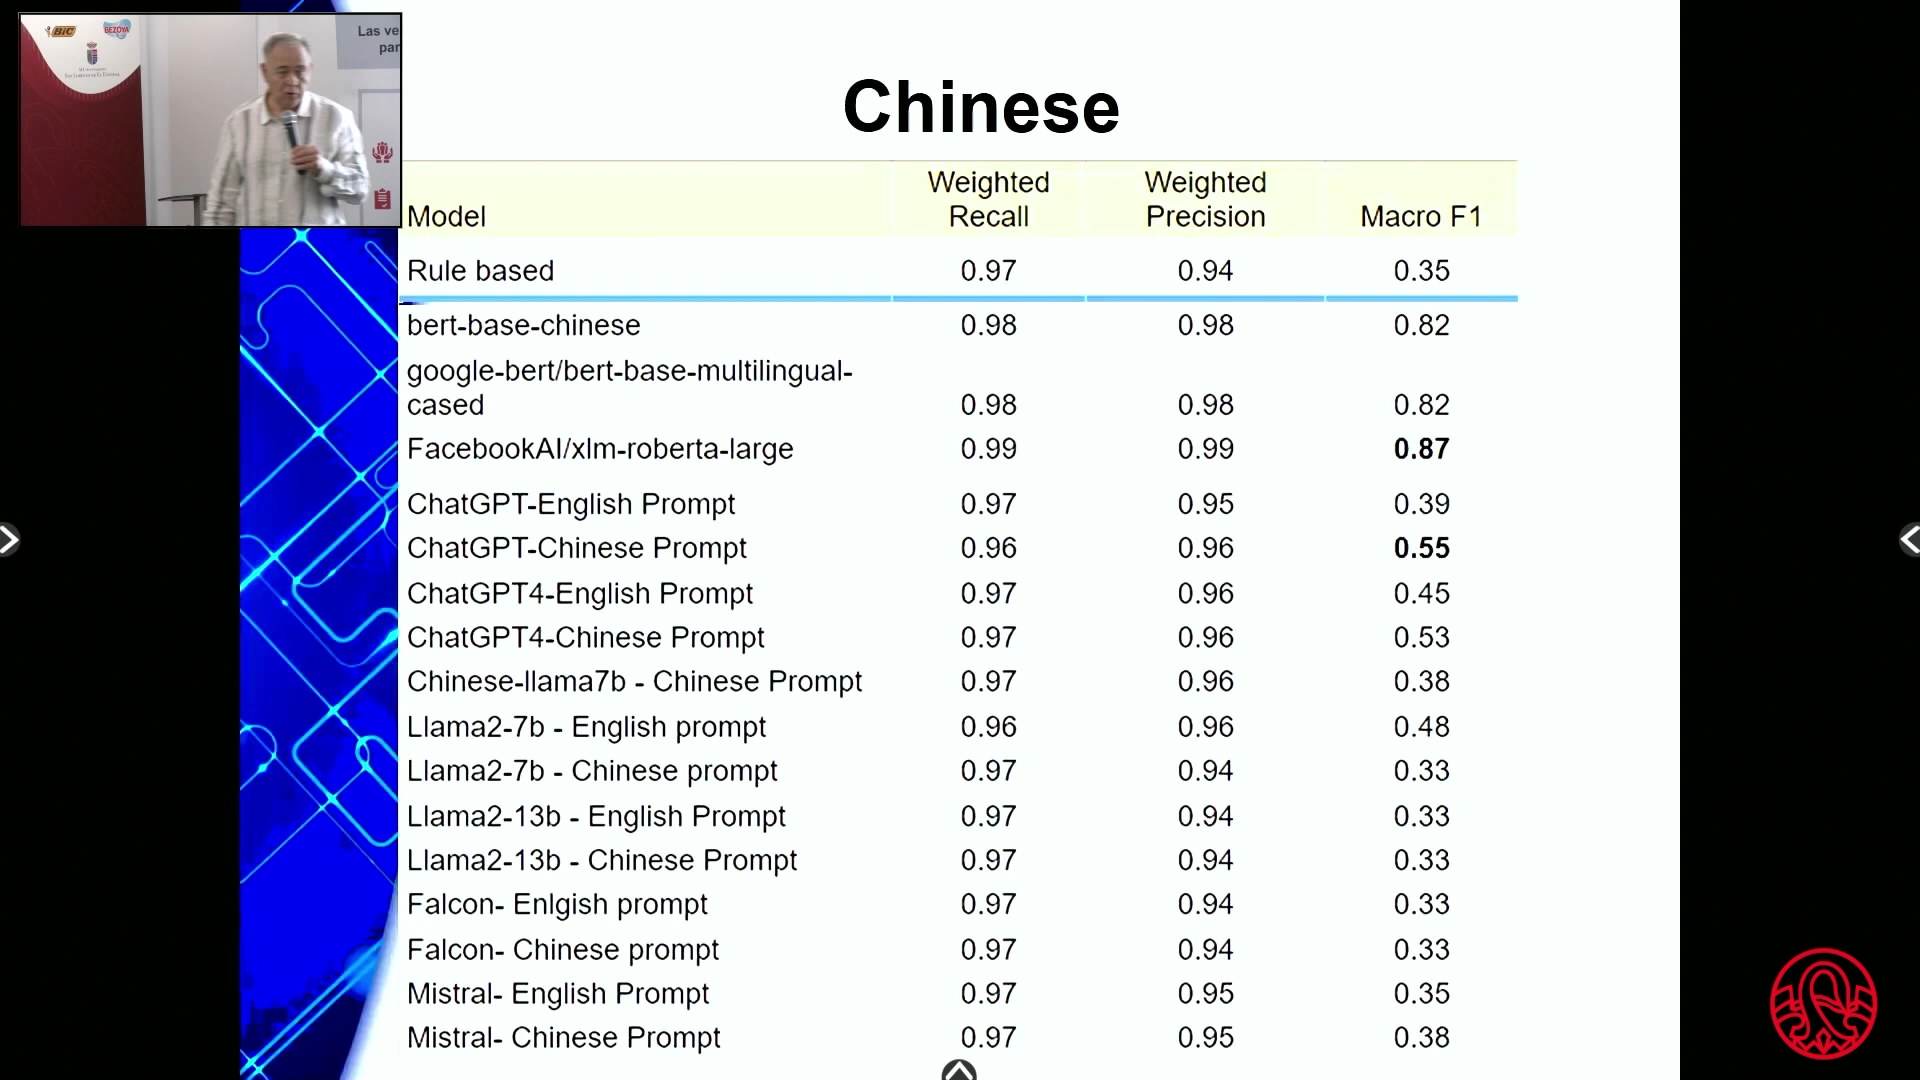 BiC
BEZOYA
Las ve
par
Chinese
Model Weighted Recall Weighted Precision Macro F1
Rule based 0.97 0.94 0.35
bert-base-chinese 0.98 0.98 0.82
google-bert/bert-base-multilingual-
cased 0.98 0.98 0.82
FacebookAI/xlm-roberta-large 0.99 0.99 0.87
ChatGPT-English Prompt 0.97 0.95 0.39
ChatGPT-Chinese Prompt 0.96 0.96 0.55
ChatGPT4-English Prompt 0.97 0.96 0.45
ChatGPT4-Chinese Prompt 0.97 0.96 0.53
Chinese-llama7b - Chinese Prompt 0.97 0.96 0.38
Llama2-7b - English prompt 0.96 0.96 0.48
Llama2-7b - Chinese prompt 0.97 0.94 0.33
Llama2-13b - English Prompt 0.97 0.94 0.33
Llama2-13b - Chinese Prompt 0.97 0.94 0.33
Falcon- Enlgish prompt 0.97 0.94 0.33
Falcon- Chinese prompt 0.97 0.94 0.33
Mistral- English Prompt 0.97 0.95 0.35
Mistral- Chinese Prompt 0.97 0.95 0.38